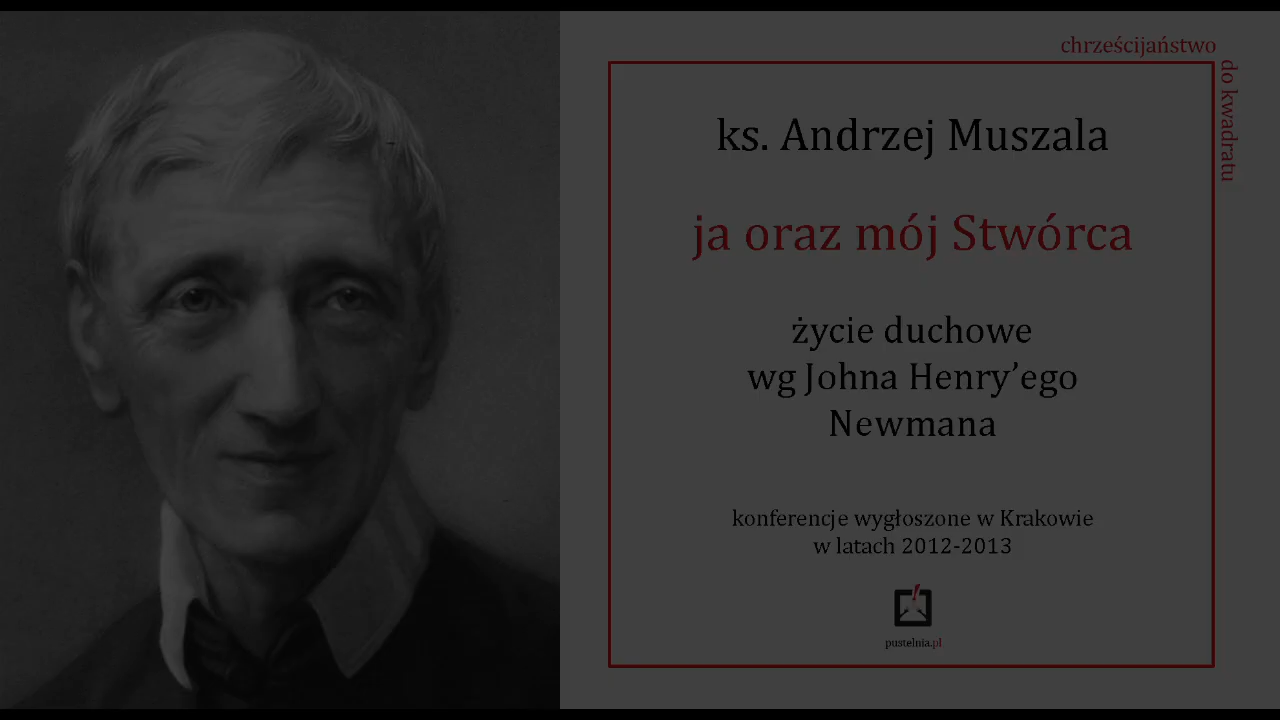 chrześcijaństwo
do kwadratu
ks. Andrzej Muszala
ja oraz mój Stwórca
życie duchowe
wg Johna Henry’ego
Newmana
konferencje wygłoszone w Krakowie
w latach 2012-2013
pustelnia.pl